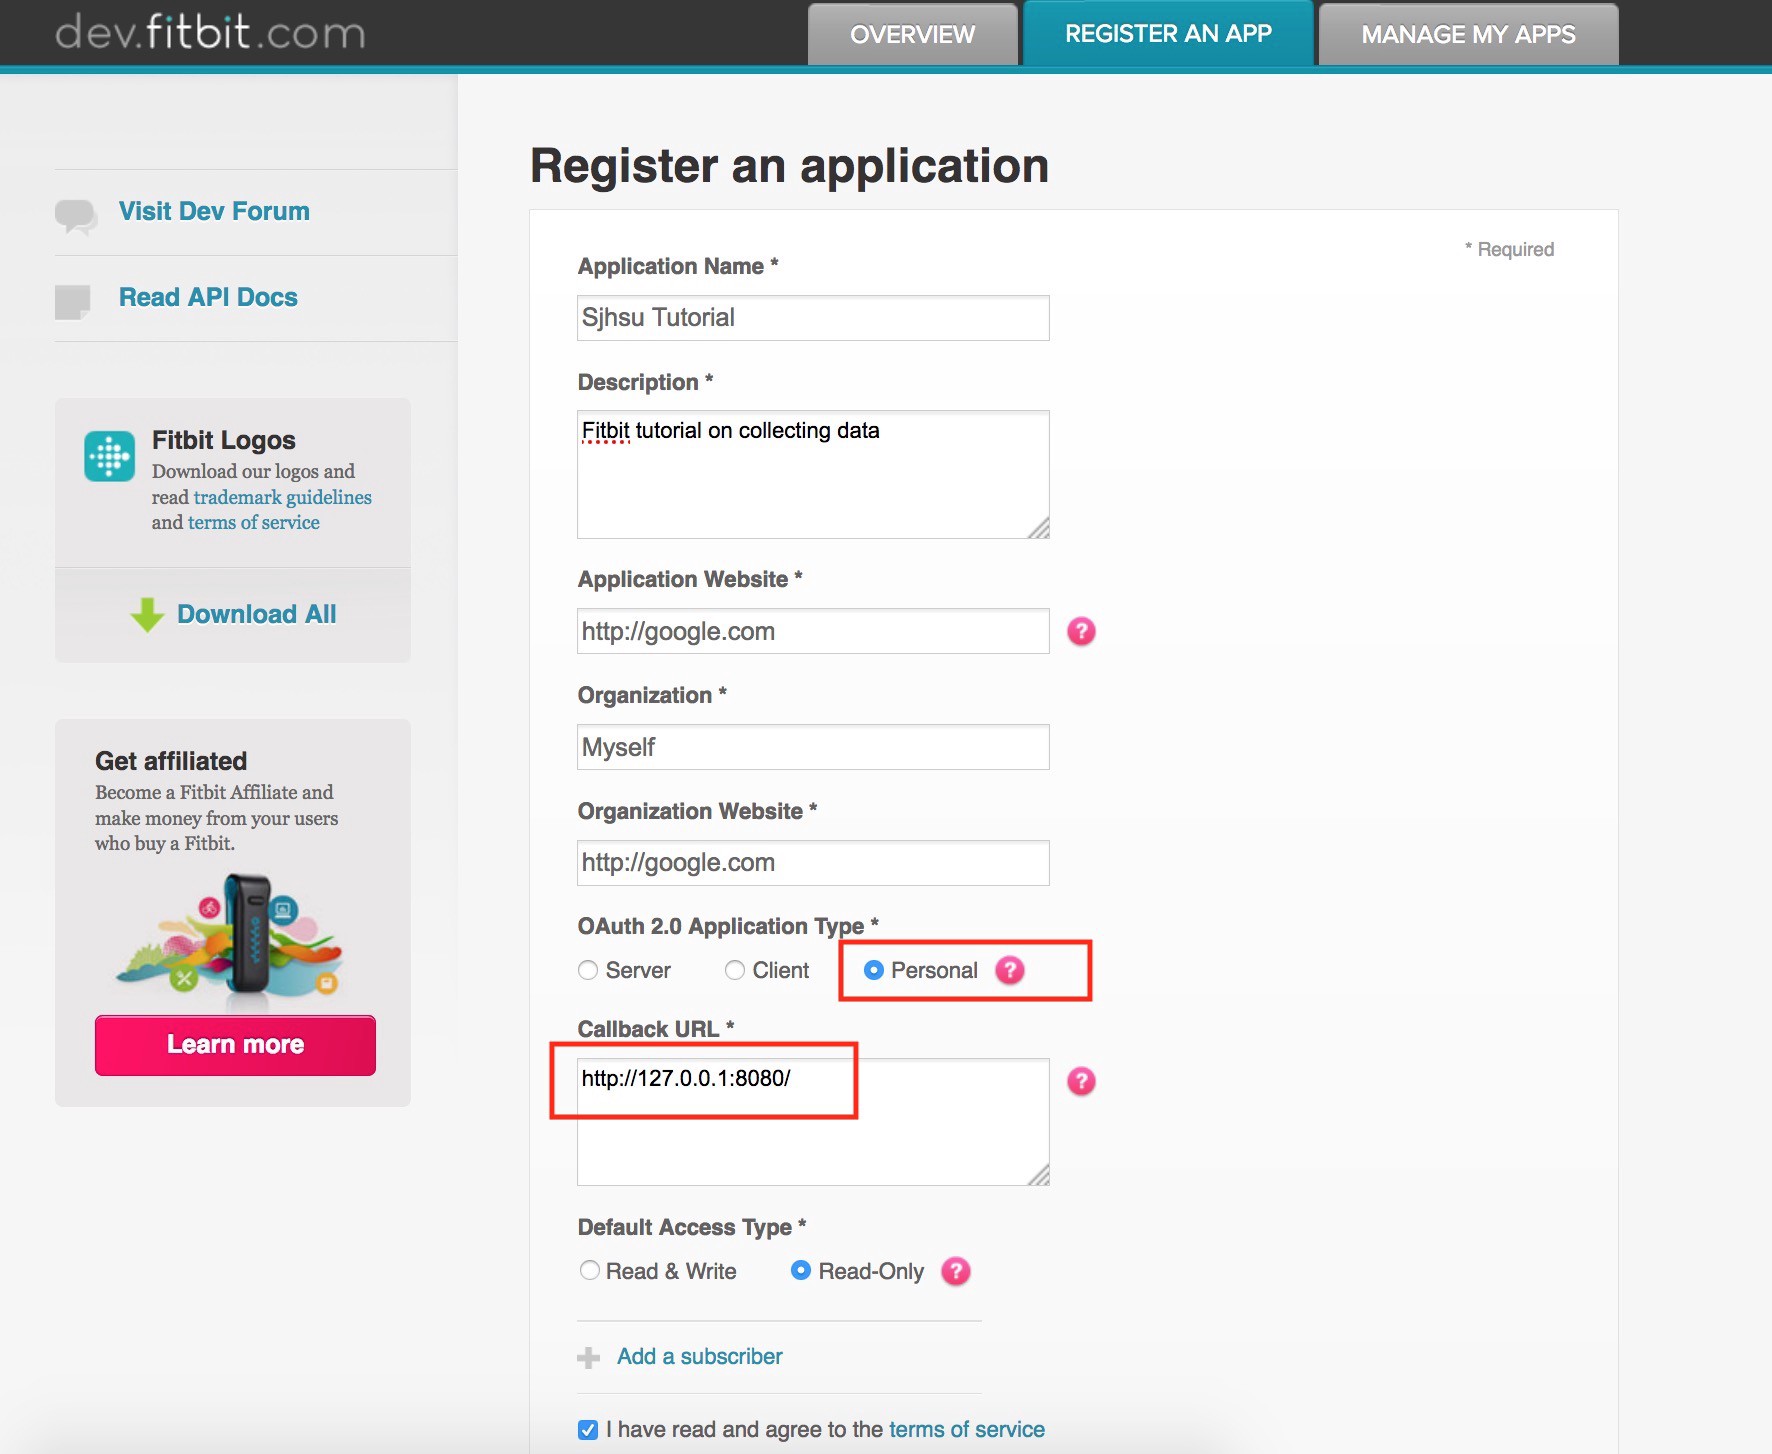 dev.fitbit.com
OVERVIEW
REGISTER AN APP
MANAGE MY APPS
Visit Dev Forum
Read API Docs
Fitbit Logos
Download our logos and
read trademark guidelines
and terms of service
Download All
Get affiliated
Become a Fitbit Affiliate and
make money from your users
who buy a Fitbit.
Learn more
Register an application
* Required
Application Name *
Sjhsu Tutorial
Description *
Fitbit tutorial on collecting data
Application Website *
http://google.com
?
Organization *
Myself
Organization Website *
http://google.com
OAuth 2.0 Application Type *
Server Client Personal ?
Callback URL *
http://127.0.0.1:8080/
?
Default Access Type *
Read & Write Read-Only ?
Add a subscriber
I have read and agree to the terms of service